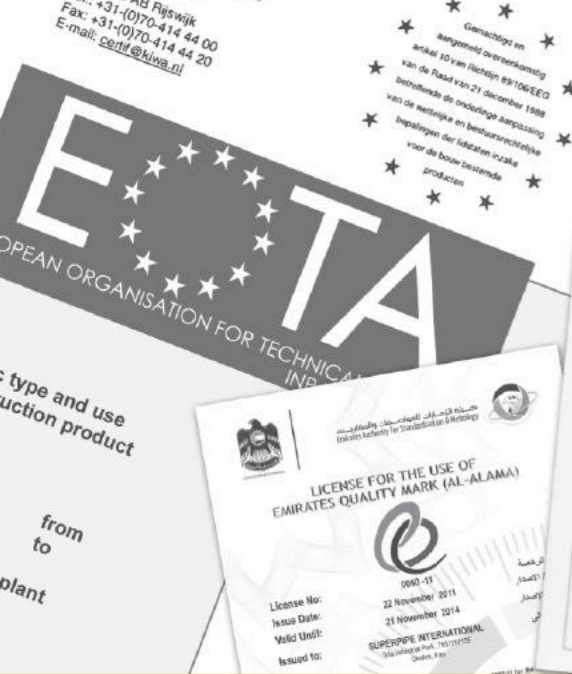 AB Rijswijk
+31-(0)70-414 44 00
Fax: +31-(0)70-414 44 20
E-mail: certif@kiwa.nl
Gemachtigd en
aangemeld overeenkomstig
artikel 10 van Richtlijn 89/106/EEG
van de Raad van 21 december 1988
betreffende de onderlinge aanpassing
van de wettelijke en bestuursrechtelijke
bepalingen der lidstaten inzake
voor de bouw bestemde
producten
EOTA
OPEAN ORGANISATION FOR TECHNICA
type and use
uction product
from
to
plant
Emirates Authority For Standardization & Metrology
LICENSE FOR THE USE OF
EMIRATES QUALITY MARK (AL-ALAMA)
0060 -11
License No:
Issue Date: 22 November 2011
Valid Until: 21 November 2014
Issued to: SUPERPIPE INTERNATIONAL